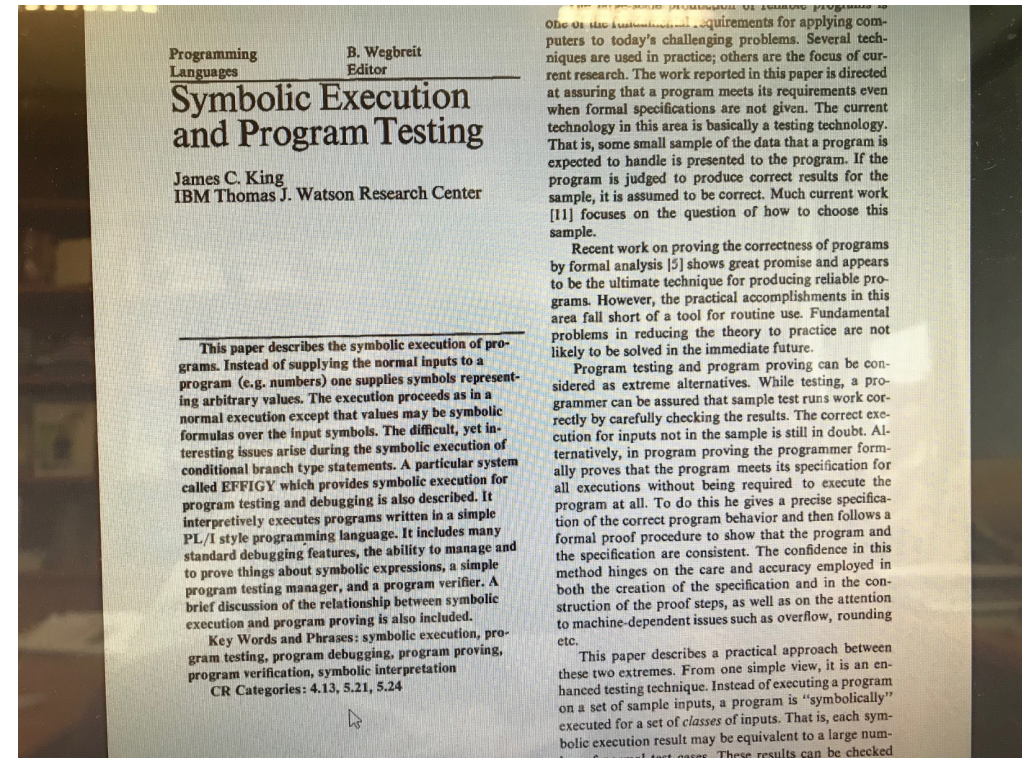 Programming
Languages
B. Wegbreit
Editor
Symbolic Execution
and Program Testing
James C. King
IBM Thomas J. Watson Research Center
This paper describes the symbolic execution of pro-
grams. Instead of supplying the normal inputs to a
program (e.g. numbers) one supplies symbols represent-
ing arbitrary values. The execution proceeds as in a
normal execution except that values may be symbolic
formulas over the input symbols. The difficult, yet in-
teresting issues arise during the symbolic execution of
conditional branch type statements. A particular system
called EFFIGY which provides symbolic execution for
program testing and debugging is also described. It
interpretively executes programs written in a simple
PL/I style programming language. It includes many
standard debugging features, the ability to manage and
to prove things about symbolic expressions, a simple
program testing manager, and a program verifier. A
brief discussion of the relationship between symbolic
execution and program proving is also included.
Key Words and Phrases: symbolic execution, pro-
gram testing, program debugging, program proving,
program verification, symbolic interpretation
CR Categories: 4.13, 5.21, 5.24
one of the requirements for applying com-
puters to today's challenging problems. Several tech-
niques are used in practice; others are the focus of cur-
rent research. The work reported in this paper is directed
at assuring that a program meets its requirements even
when formal specifications are not given. The current
technology in this area is basically a testing technology.
That is, some small sample of the data that a program is
expected to handle is presented to the program. If the
program is judged to produce correct results for the
sample, it is assumed to be correct. Much current work
[11] focuses on the question of how to choose this
sample.
Recent work on proving the correctness of programs
by formal analysis [5] shows great promise and appears
to be the ultimate technique for producing reliable pro-
grams. However, the practical accomplishments in this
area fall short of a tool for routine use. Fundamental
problems in reducing the theory to practice are not
likely to be solved in the immediate future.
Program testing and program proving can be con-
sidered as extreme alternatives. While testing, a pro-
grammer can be assured that sample test runs work cor-
rectly by carefully checking the results. The correct exe-
cution for inputs not in the sample is still in doubt. Al-
ternatively, in program proving the programmer form-
ally proves that the program meets its specification for
all executions without being required to execute the
program at all. To do this he gives a precise specifica-
tion of the correct program behavior and then follows a
formal proof procedure to show that the program and
the specification are consistent. The confidence in this
method hinges on the care and accuracy employed in
both the creation of the specification and in the con-
struction of the proof steps, as well as on the attention
to machine-dependent issues such as overflow, rounding
etc.
This paper describes a practical approach between
these two extremes. From one simple view, it is an en-
hanced testing technique. Instead of executing a program
on a set of sample inputs, a program is "symbolically"
executed for a set of classes of inputs. That is, each sym-
bolic execution result may be equivalent to a large num-
These results can be checked